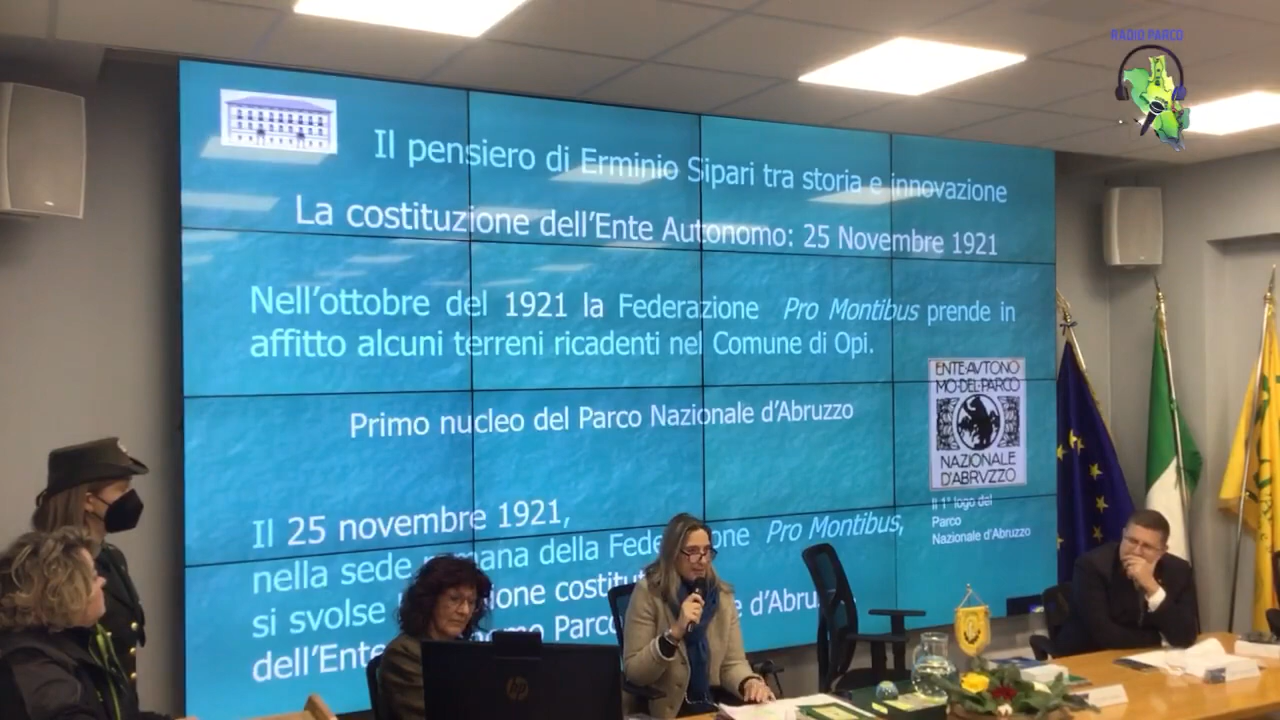 RADIO PARCO
Il pensiero di Erminio Sipari tra storia e innovazione
La costituzione dell'Ente Autonomo: 25 Novembre 1921
Nell'ottobre del 1921 la Federazione Pro Montibus prende in
affitto alcuni terreni ricadenti nel Comune di Opi.
Primo nucleo del Parco Nazionale d'Abruzzo
ENTE·AVTONO
MO·DEL·PARCO
NAZIONALE
D'ABRVZZO
Il 1° logo del
Parco
Nazionale d'Abruzzo
Il 25 novembre 1921,
nella sede della Pro Montibus,
si svolse
dell'Ente
hp